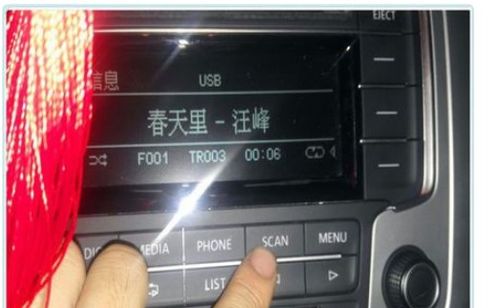 EJECT
信息 USB
春天里 - 汪峰
F001 TR003 00:06
MEDIA PHONE SCAN MENU
LIST